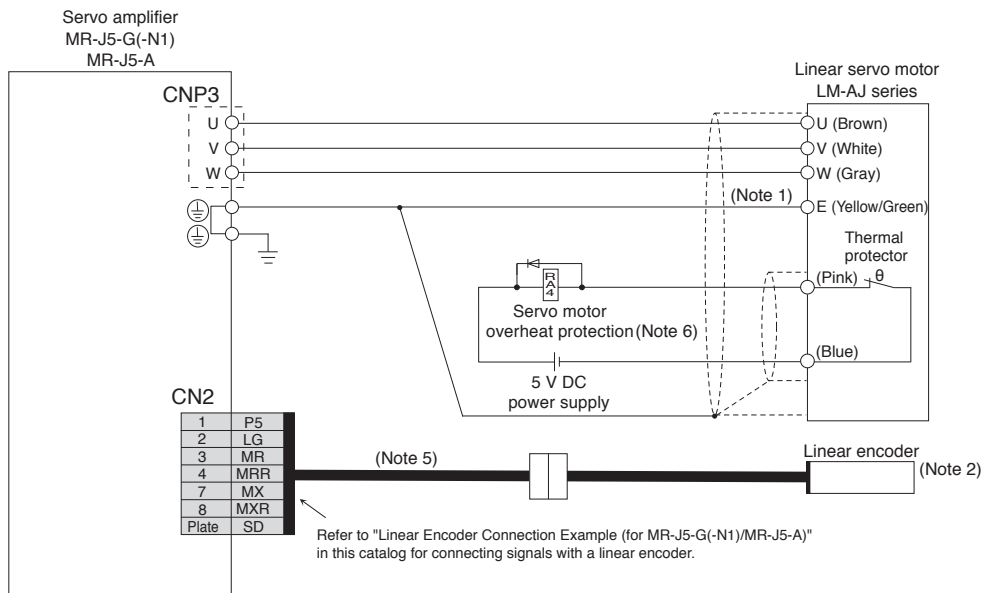 Servo amplifier
MR-J5-G(-N1)
MR-J5-A
Linear servo motor
LM-AJ series
CNP3
U
V
W
U (Brown)
V (White)
W (Gray)
(Note 1)
E (Yellow/Green)
Thermal
protector
θ
(Pink)
RA4
Servo motor
overheat protection(Note 6)
(Blue)
5 V DC
power supply
CN2
1 P5
2 LG
3 MR
4 MRR
7 MX
8 MXR
Plate SD
(Note 5)
Linear encoder
(Note 2)
Refer to "Linear Encoder Connection Example (for MR-J5-G(-N1)/MR-J5-A)"
in this catalog for connecting signals with a linear encoder.